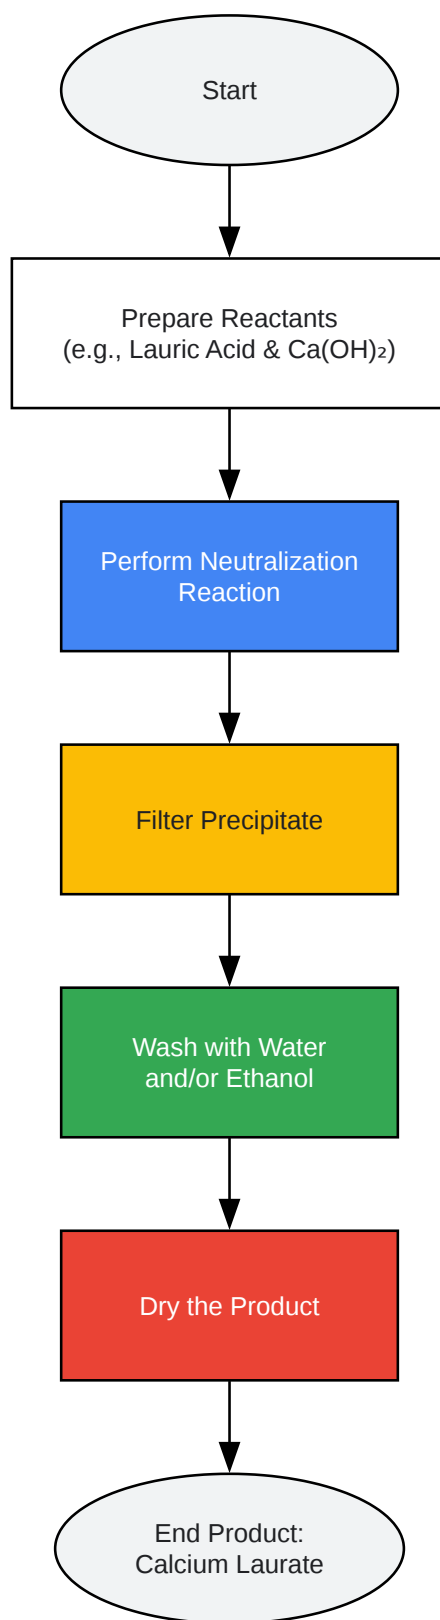 Start
Prepare Reactants
(e.g., Lauric Acid & Ca(OH)₂)
Perform Neutralization
Reaction
Filter Precipitate
Wash with Water
and/or Ethanol
Dry the Product
End Product:
Calcium Laurate